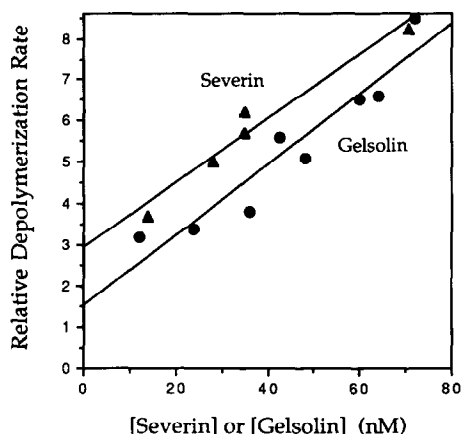 Relative Depolymerization Rate
8
7
6
5
4
3
2
1
0
Severin
Gelsolin
0 20 40 60 80
[Severin] or [Gelsolin] (nM)